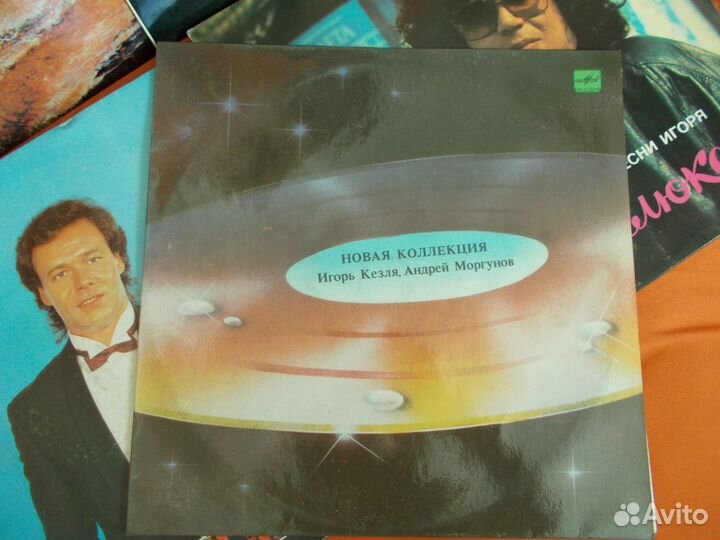 НОВАЯ КОЛЛЕКЦИЯ
Игорь Кезля, Андрей Моргунов
ЕСНИ ИГОРЯ
Avito